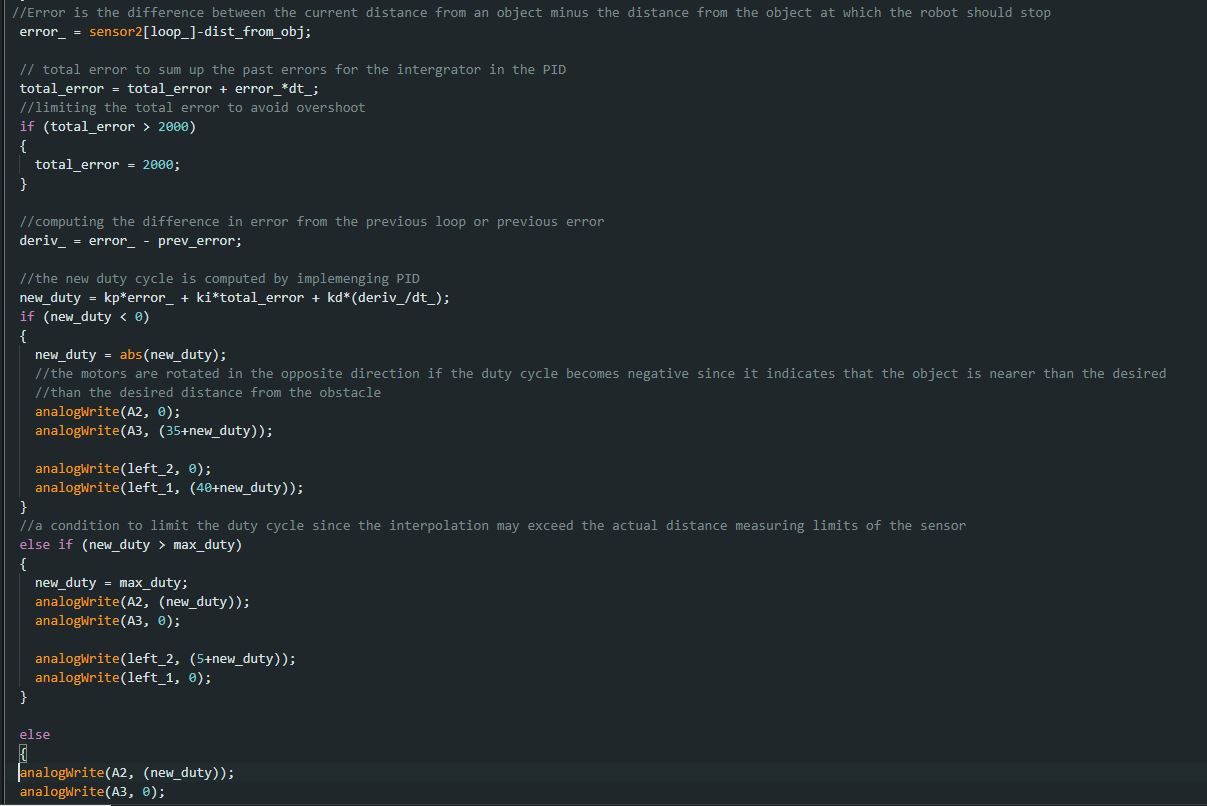 //Error is the difference between the current distance from an object minus the distance from the object at which the robot should stop
error_ = sensor2[loop_]-dist_from_obj;
// total error to sum up the past errors for the intergrator in the PID
total_error = total_error + error_*dt_;
//limiting the total error to avoid overshoot
if (total_error > 2000)
{
total_error = 2000;
}
//computing the difference in error from the previous loop or previous error
deriv_ = error_ - prev_error;
//the new duty cycle is computed by implemenging PID
new_duty = kp*error_ + ki*total_error + kd*(deriv_/dt_);
if (new_duty < 0)
{
new_duty = abs(new_duty);
//the motors are rotated in the opposite direction if the duty cycle becomes negative since it indicates that the object is nearer than the desired
//than the desired distance from the obstacle
analogWrite(A2, 0);
analogWrite(A3, (35+new_duty));
analogWrite(left_2, 0);
analogWrite(left_1, (40+new_duty));
}
//a condition to limit the duty cycle since the interpolation may exceed the actual distance measuring limits of the sensor
else if (new_duty > max_duty)
{
new_duty = max_duty;
analogWrite(A2, (new_duty));
analogWrite(A3, 0);
analogWrite(left_2, (5+new_duty));
analogWrite(left_1, 0);
}
else
{
analogWrite(A2, (new_duty));
analogWrite(A3, 0);